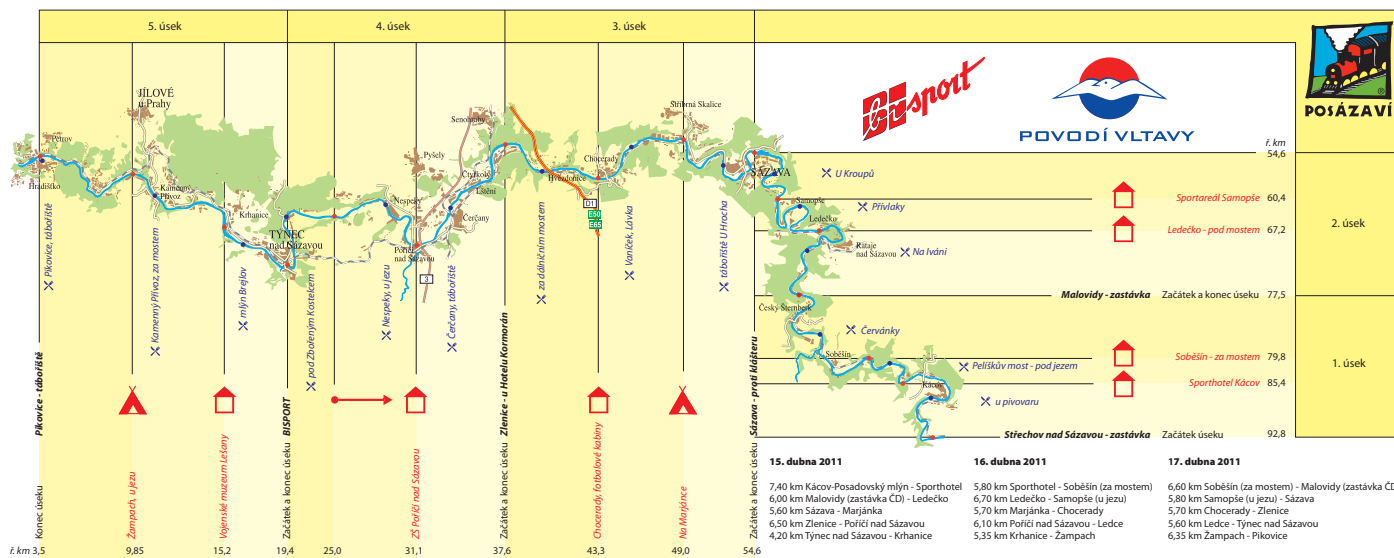 5. úsek
4. úsek
3. úsek
bisport
POVODÍ VLTAVY
POSÁZAVÍ
ř. km
54,6
Sportareál Samopše
60,4
Ledečko - pod mostem
67,2
2. úsek
Malovidy - zastávka Začátek a konec úseku 77,5
Soběšín - za mostem
79,8
1. úsek
Sporthotel Kácov
85,4
Střechov nad Sázavou - zastávka Začátek úseku 92,8
JÍLOVÉ
u Prahy
Petrov
Hradištko
Kamenný
Přívoz
Krhanice
TÝNEC
nad Sázavou
Senohraby
Pyšely
Čtyřkoly
Lštění
Nespeky
Čerčany
Poříčí
nad Sázavou
3
Hvězdonice
Chocerady
D1
E50
E65
Stříbrná Skalice
SÁZAVA
Samopše
Ledečko
Rataje
nad Sázavou
Český Šternberk
Soběšín
Kácov
U Kroupů
Přívlaky
Na Iváni
Červánky
Pelíškův most - pod jezem
u pivovaru
Pikovice, tábořiště
Kamenný Přívoz, za mostem
mlýn Brejlov
pod Zbořeným Kostelcem
Nespeky, u jezu
Čerčany, tábořiště
za dálničním mostem
Vaníček, Lávka
tábořiště U Hrocha
Konec úseku Pikovice - tábořiště
Žampach, u jezu
Vojenské muzeum Lešany
Začátek a konec úseku BISPORT
ZŠ Poříčí nad Sázavou
Začátek a konec úseku Zlenice - u Hotelu Kormorán
Chocerady, fotbalové kabiny
Na Marjánce
Začátek a konec úseku Sázava - proti klášteru
ř. km 3,5 9,85 15,2 19,4 25,0 31,1 37,6 43,3 49,0 54,6
15. dubna 2011
7,40 km Kácov-Posadovský mlýn - Sporthotel
6,00 km Malovidy (zastávka ČD) - Ledečko
5,60 km Sázava - Marjánka
6,50 km Zlenice - Poříčí nad Sázavou
4,20 km Týnec nad Sázavou - Krhanice
16. dubna 2011
5,80 km Sporthotel - Soběšín (za mostem)
6,70 km Ledečko - Samopše (u jezu)
5,70 km Marjánka - Chocerady
6,10 km Poříčí nad Sázavou - Ledce
5,35 km Krhanice - Žampach
17. dubna 2011
6,60 km Soběšín (za mostem) - Malovidy (zastávka ČD
5,80 km Samopše (u jezu) - Sázava
5,70 km Chocerady - Zlenice
5,60 km Ledce - Týnec nad Sázavou
6,35 km Žampach - Pikovice